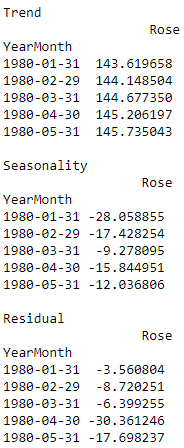 Trend
Rose
YearMonth
1980-01-31 143.619658
1980-02-29 144.148504
1980-03-31 144.677350
1980-04-30 145.206197
1980-05-31 145.735043
Seasonality
Rose
YearMonth
1980-01-31 -28.058855
1980-02-29 -17.428254
1980-03-31 -9.278095
1980-04-30 -15.844951
1980-05-31 -12.036806
Residual
Rose
YearMonth
1980-01-31 -3.560804
1980-02-29 -8.720251
1980-03-31 -6.399255
1980-04-30 -30.361246
1980-05-31 -17.698237